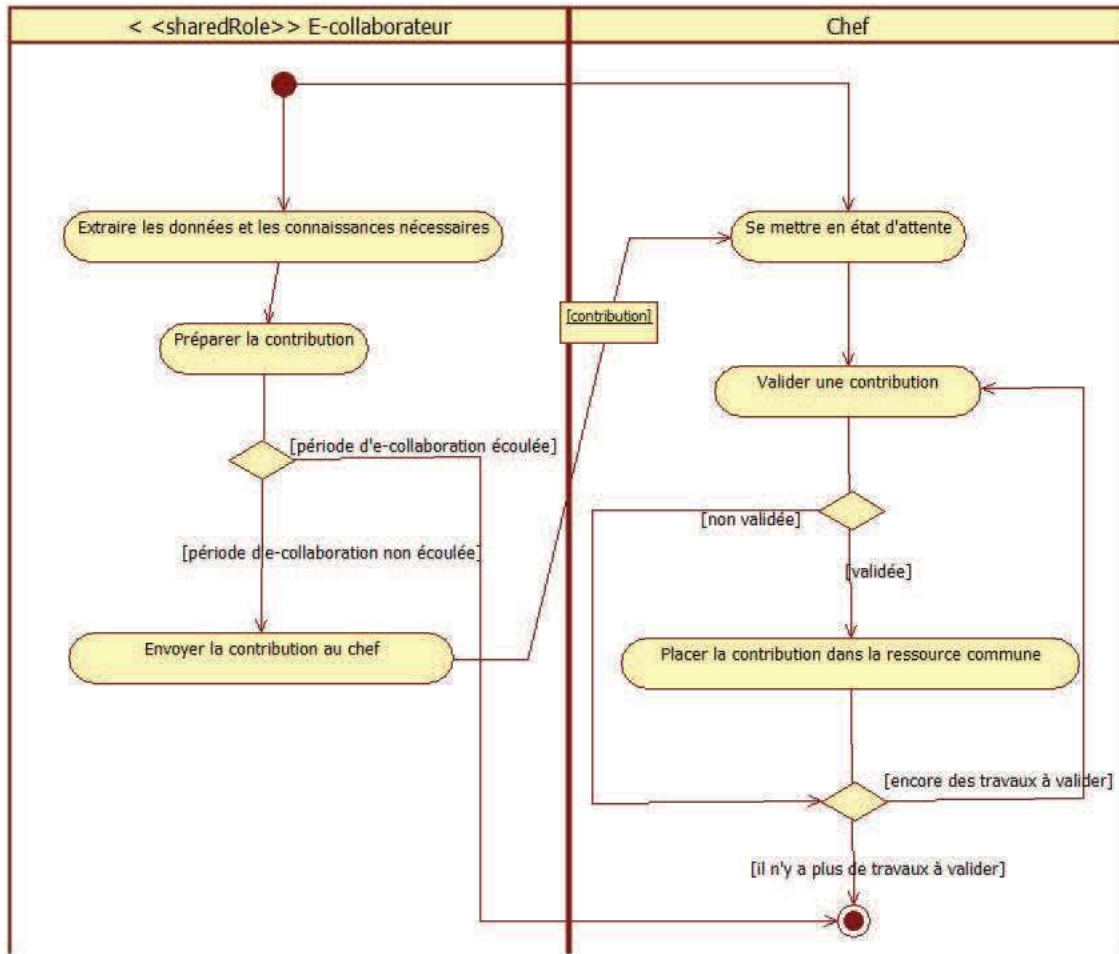 < <sharedRole>> E-collaborateur
Chef
Extraire les données et les connaissances nécessaires
Se mettre en état d'attente
[contribution]
Préparer la contribution
Valider une contribution
[période d'e-collaboration écoulée]
[non validée]
[période d'e-collaboration non écoulée]
[validée]
Envoyer la contribution au chef
Placer la contribution dans la ressource commune
[encore des travaux à valider]
[il n'y a plus de travaux à valider]